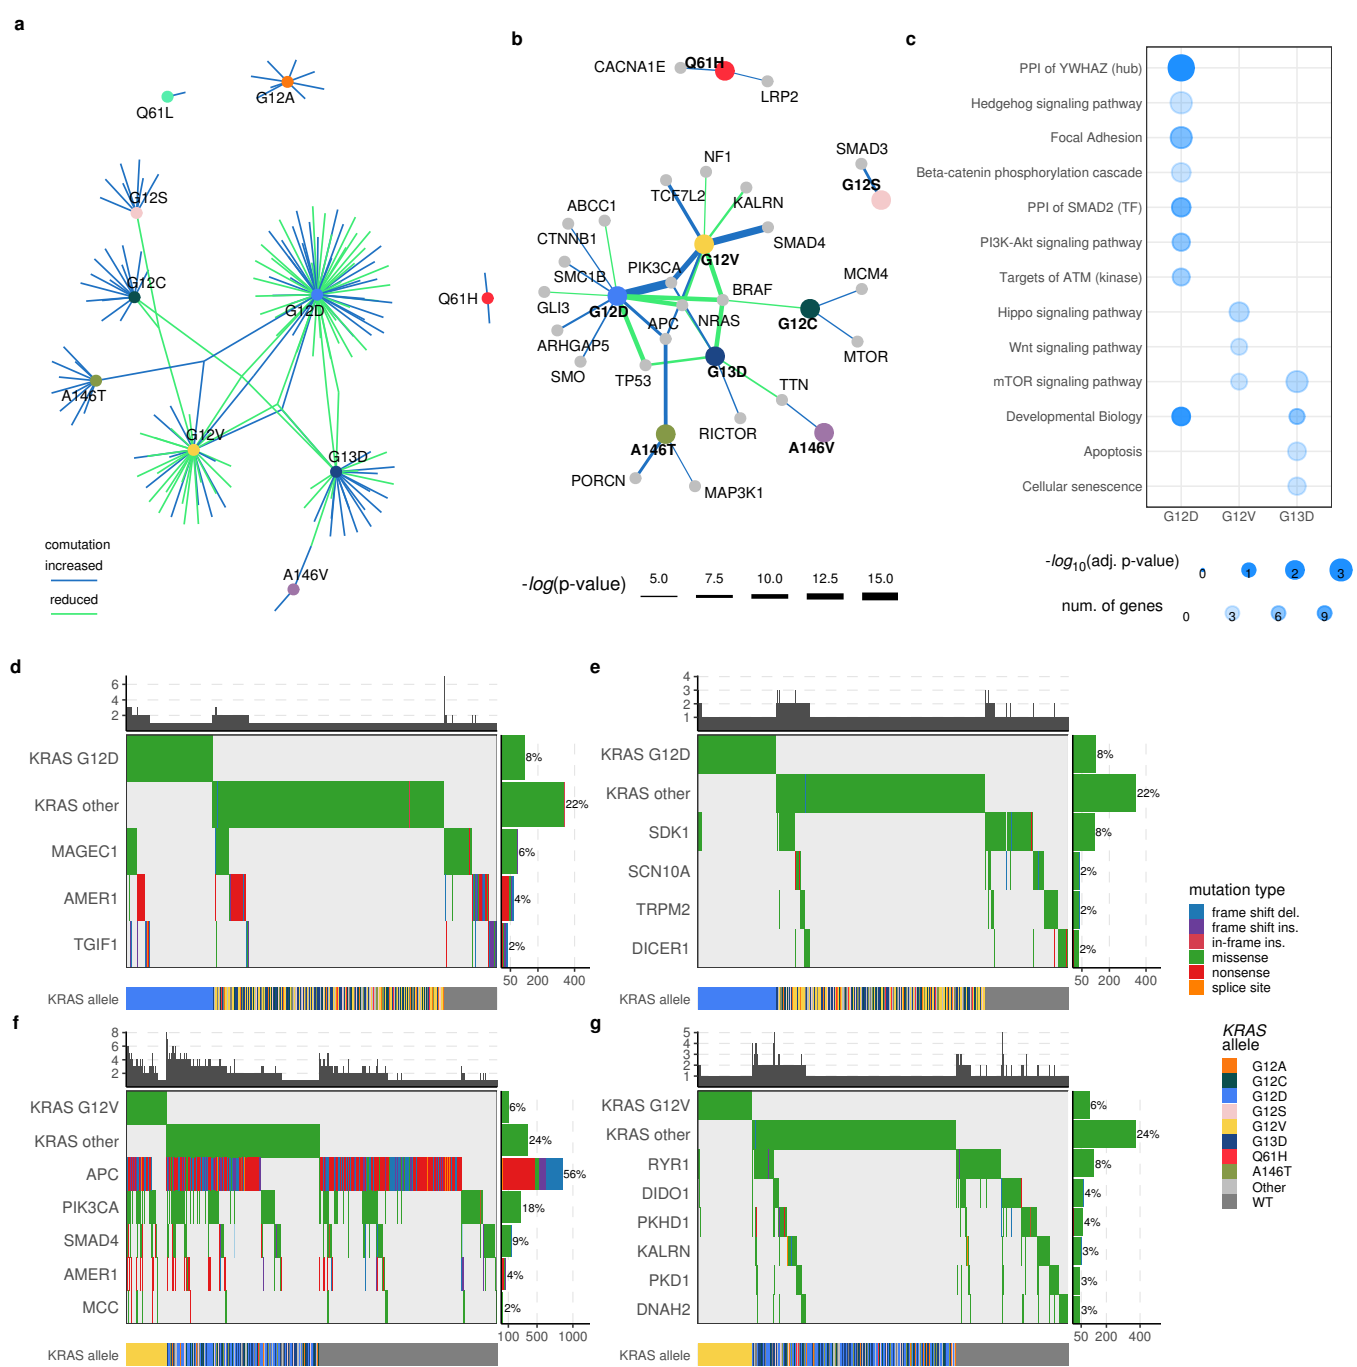 a
Q61L
G12A
G12S
G12C
G12D
Q61H
A146T
G12V
G13D
A146V
comutation
increased
reduced
b
CACNA1E
Q61H
LRP2
SMAD3
G12S
NF1
TCF7L2
KALRN
ABCC1
CTNNB1
SMAD4
G12V
SMC1B
PIK3CA
MCM4
BRAF
GLI3
G12D
APC
NRAS
G12C
ARHGAP5
MTOR
SMO
TP53
G13D
TTN
RICTOR
A146T
A146V
PORCN
MAP3K1
-log(p-value)
5.0 7.5 10.0 12.5 15.0
c
PPI of YWHAZ (hub)
Hedgehog signaling pathway
Focal Adhesion
Beta-catenin phosphorylation cascade
PPI of SMAD2 (TF)
PI3K-Akt signaling pathway
Targets of ATM (kinase)
Hippo signaling pathway
Wnt signaling pathway
mTOR signaling pathway
Developmental Biology
Apoptosis
Cellular senescence
G12D G12V G13D
-log10(adj. p-value) 0 1 2 3
num. of genes 0 3 6 9
d
6
4
2
KRAS G12D 8%
KRAS other 22%
MAGEC1 6%
AMER1 4%
TGIF1 2%
50 200 400
KRAS allele
e
4
3
2
1
KRAS G12D 8%
KRAS other 22%
SDK1 8%
SCN10A 2%
TRPM2 2%
DICER1 2%
50 200 400
KRAS allele
mutation type
frame shift del.
frame shift ins.
in-frame ins.
missense
nonsense
splice site
f
8
6
4
2
KRAS G12V 6%
KRAS other 24%
APC 56%
PIK3CA 18%
SMAD4 9%
AMER1 4%
MCC 2%
100 500 1000
KRAS allele
g
5
4
3
2
1
KRAS G12V 6%
KRAS other 24%
RYR1 8%
DIDO1 4%
PKHD1 4%
KALRN 3%
PKD1 3%
DNAH2 3%
50 200 400
KRAS allele
KRAS
allele
G12A
G12C
G12D
G12S
G12V
G13D
Q61H
A146T
Other
WT